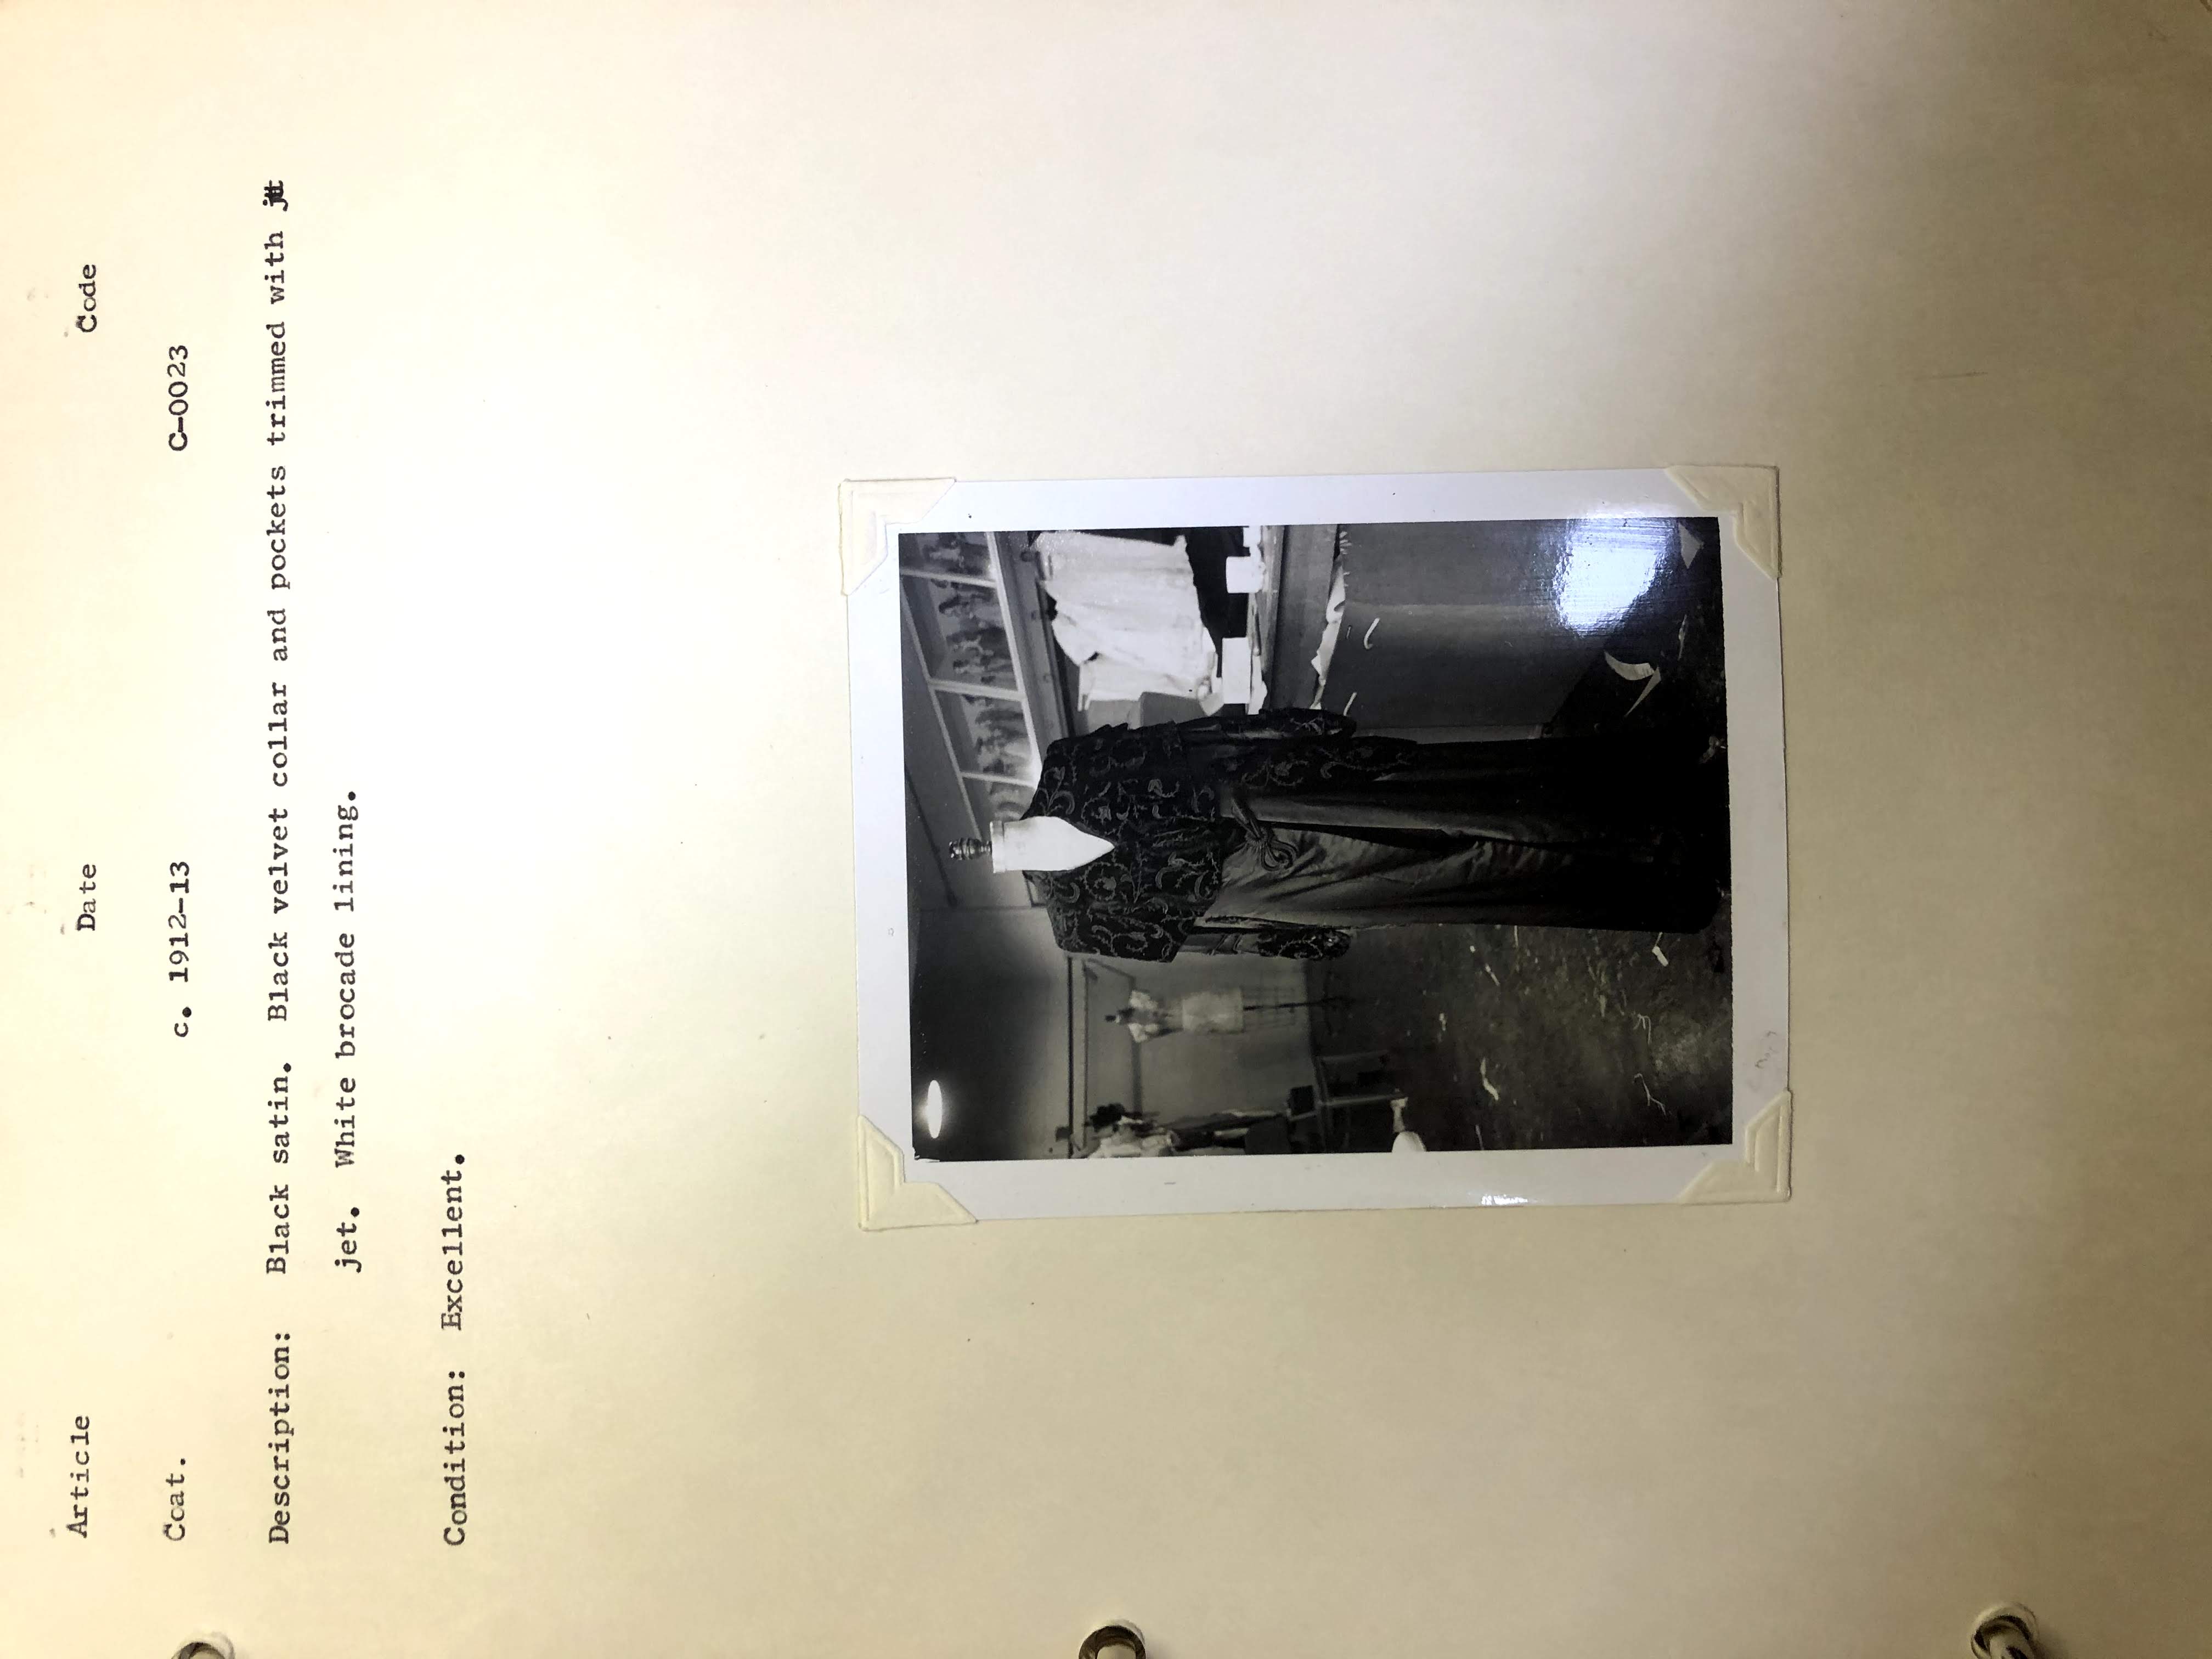 Article Date Code
Coat. c. 1912-13 C-0023
Description: Black satin. Black velvet collar and pockets trimmed with
jet. White brocade lining.
Condition: Excellent.